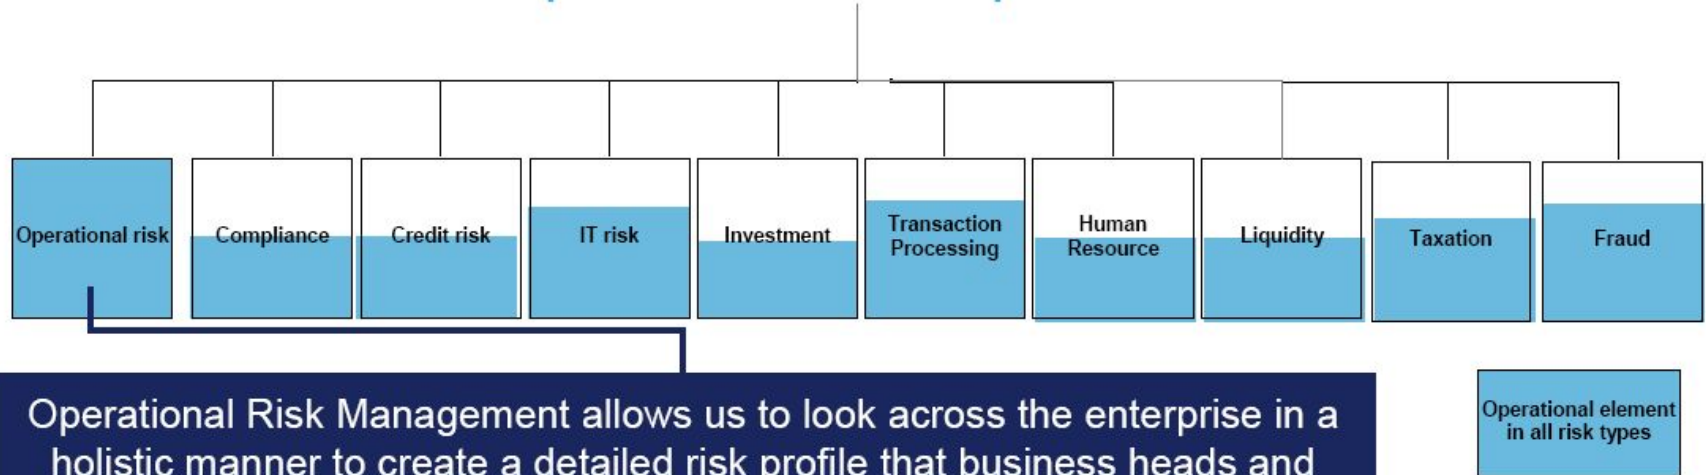 Operational risk
Compliance
Credit risk
IT risk
Investment
Transaction
Processing
Human
Resource
Liquidity
Taxation
Fraud
Operational Risk Management allows us to look across the enterprise in a
holistic manner to create a detailed risk profile that business heads and
Operational element
in all risk types